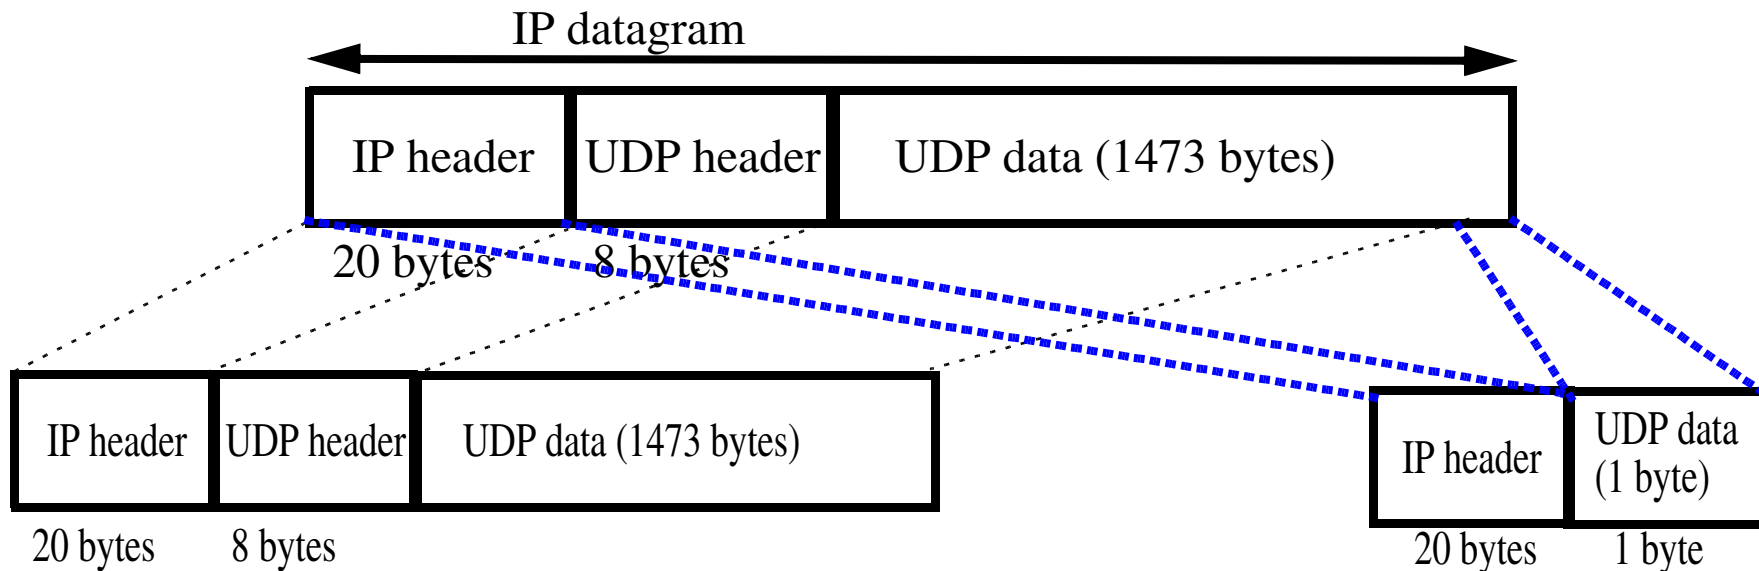 IP datagram
IP header UDP header UDP data (1473 bytes)
20 bytes 8 bytes
IP header UDP header UDP data (1473 bytes)
IP header
UDP data
(1 byte)
20 bytes 8 bytes
20 bytes 1 byte